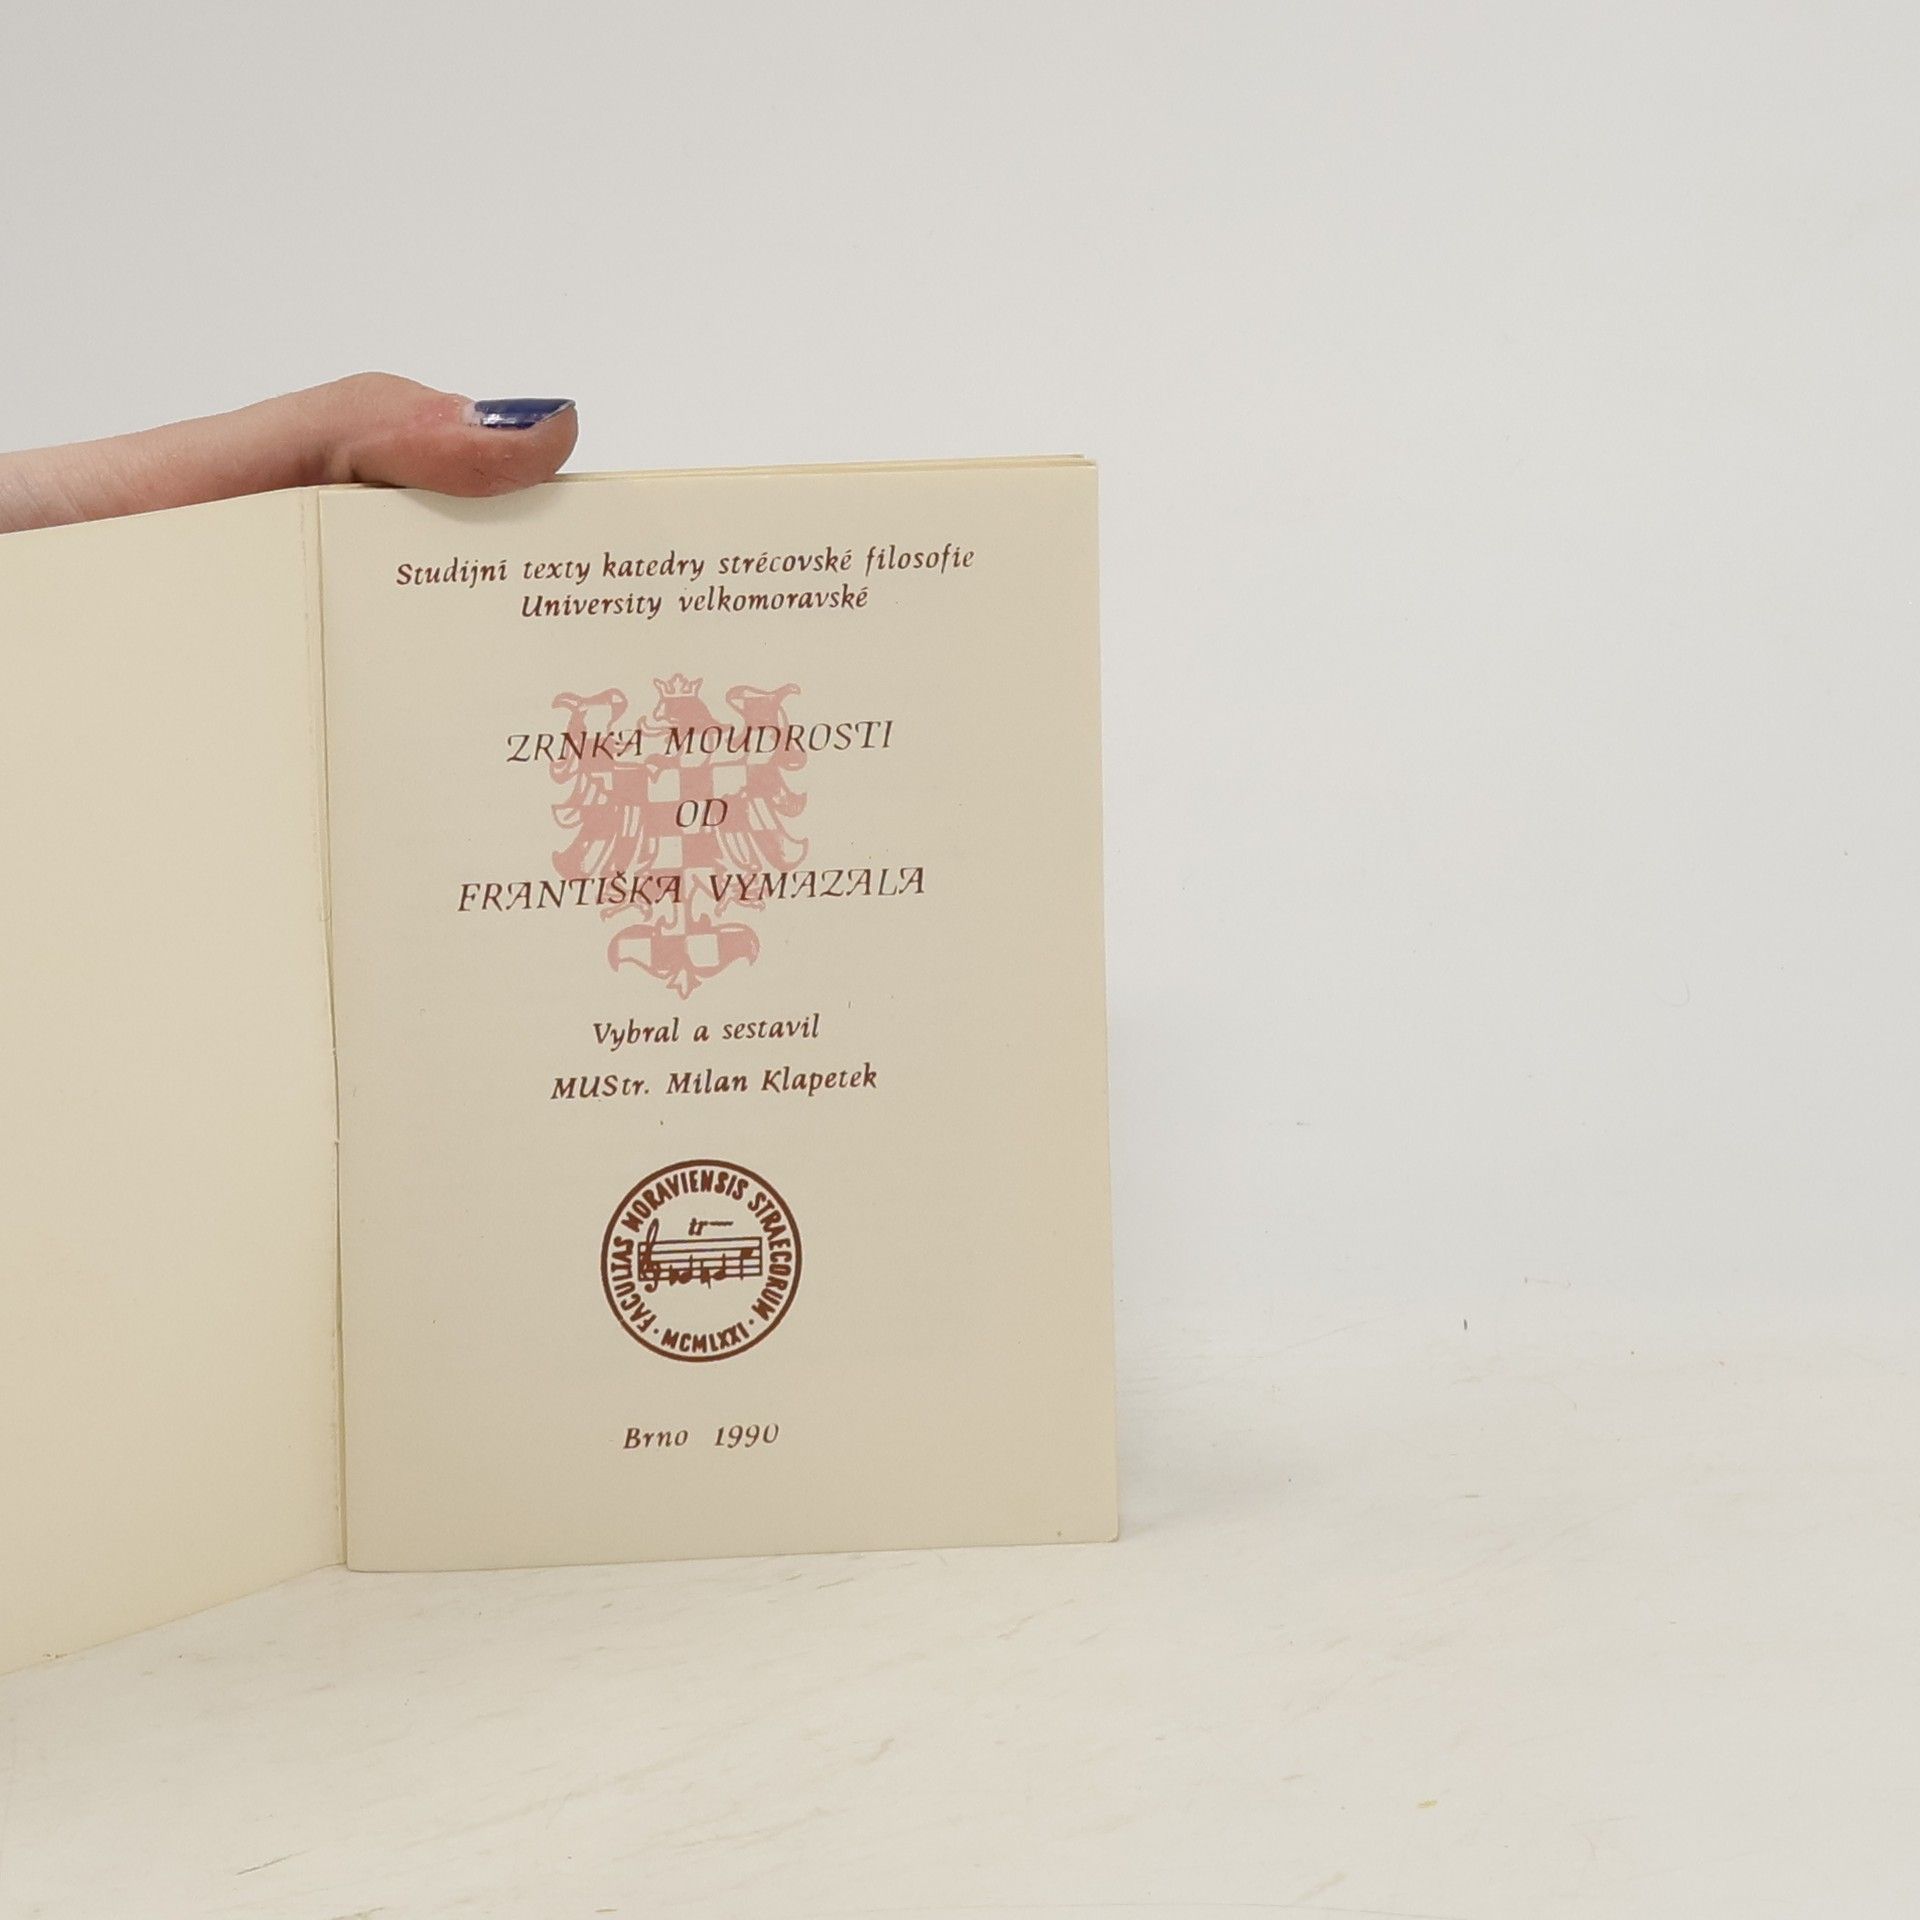 Studijní texty katedry strécovské filosofie
University velkomoravské
ZRNKA MOUDROSTI
OD
FRANTIŠKA VYMAZALA
Vybral a sestavil
MUStr. Milan Klapetek
FACULTVS MORAVIENSIS STRAECORUM
tr
· MCMLXXI ·
Brno 1990